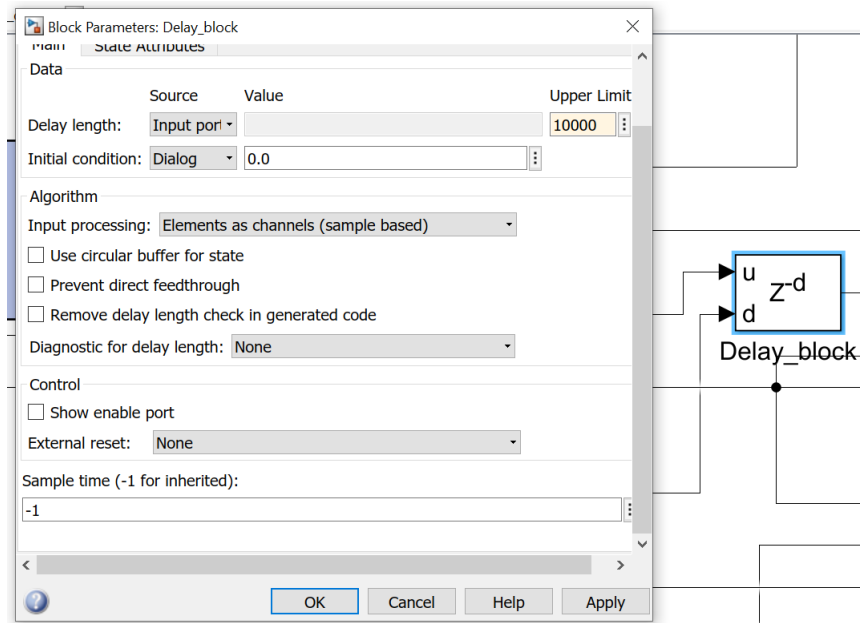 Block Parameters: Delay_block
Main State Attributes
Data
Source Value Upper Limit
Delay length: Input port 10000
Initial condition: Dialog 0.0
Algorithm
Input processing: Elements as channels (sample based)
Use circular buffer for state
Prevent direct feedthrough
Remove delay length check in generated code
Diagnostic for delay length: None
Control
Show enable port
External reset: None
Sample time (-1 for inherited):
-1
OK Cancel Help Apply
u
Z-d
d
Delay_block